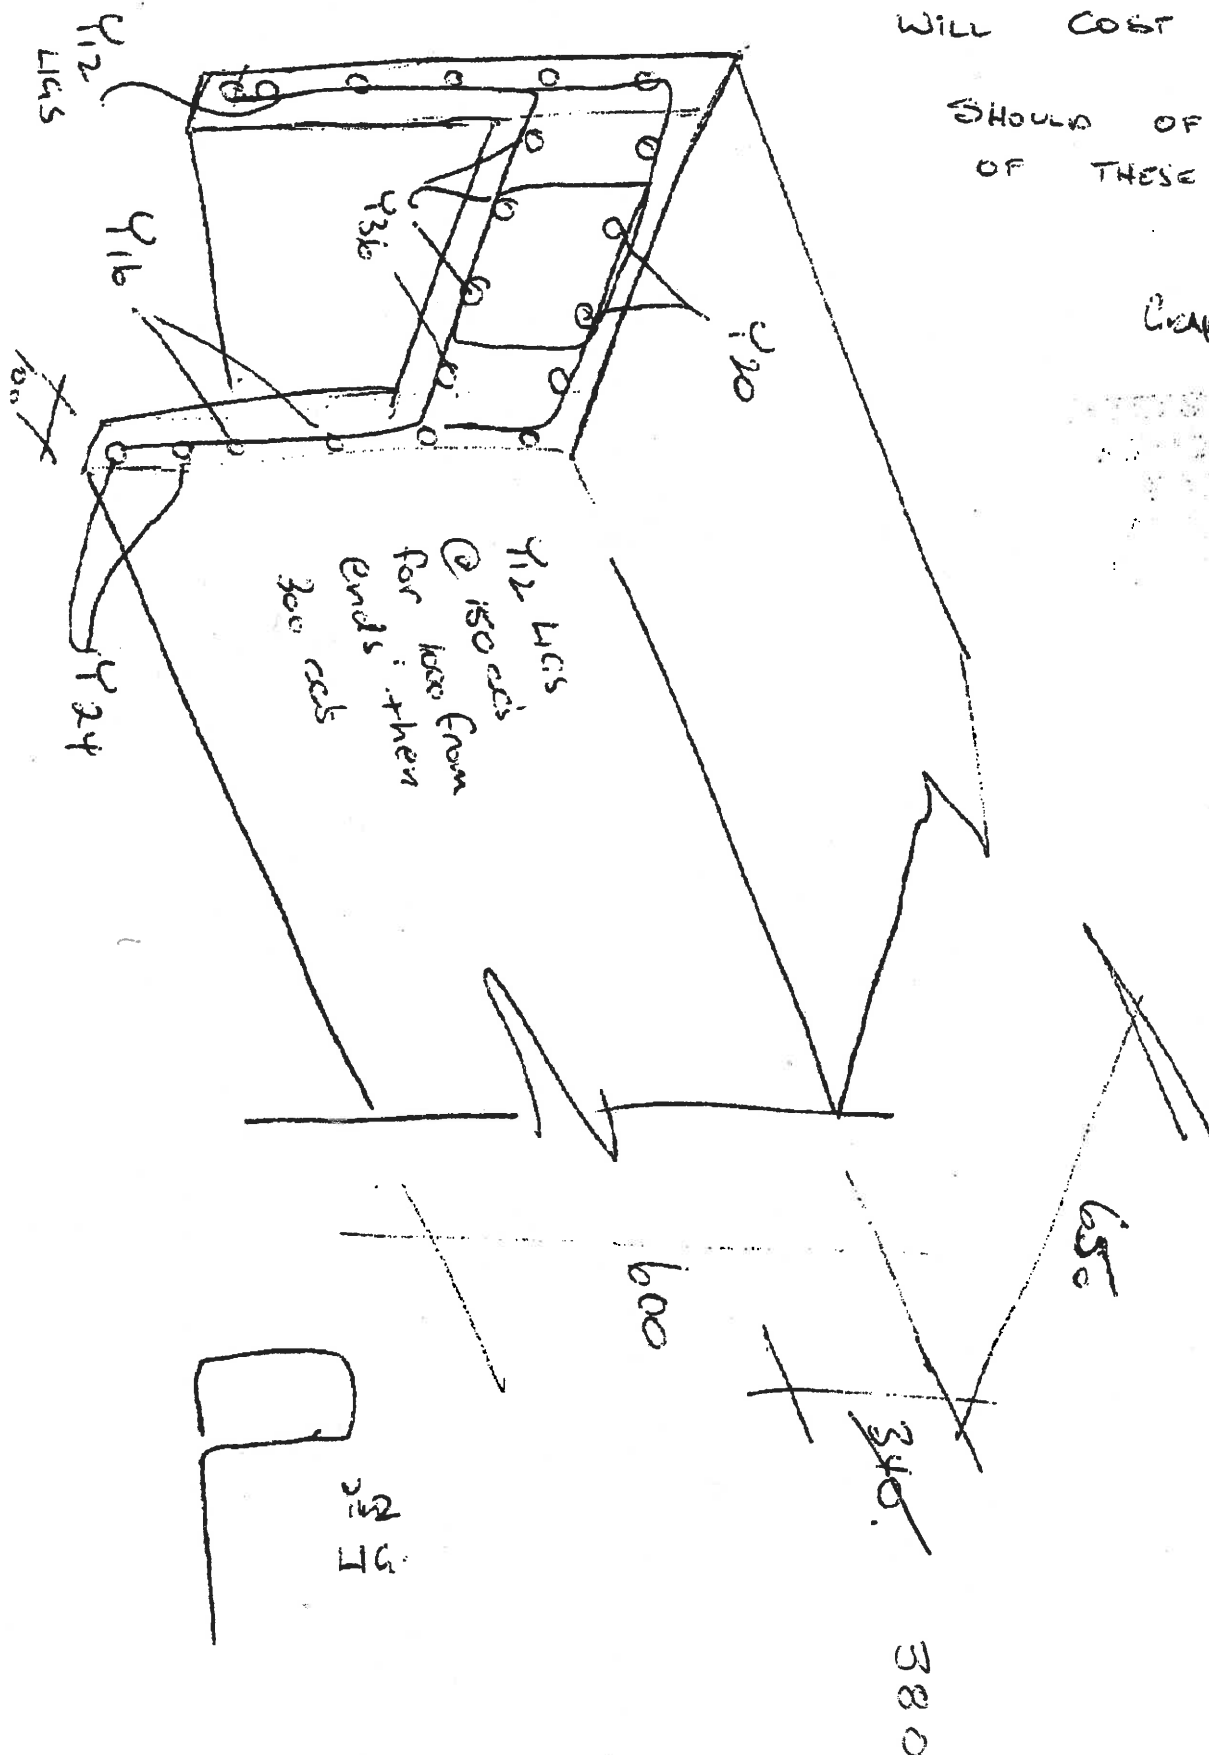 WILL COST
SHOULD OF
OF THESE
Y12
LIGS
Y16
Y36
Y20
Y24
Y12 LIGS
@ 150 ccs
for 1000 from
ends; then
300 ccs
650
600
340.
LIG.
380